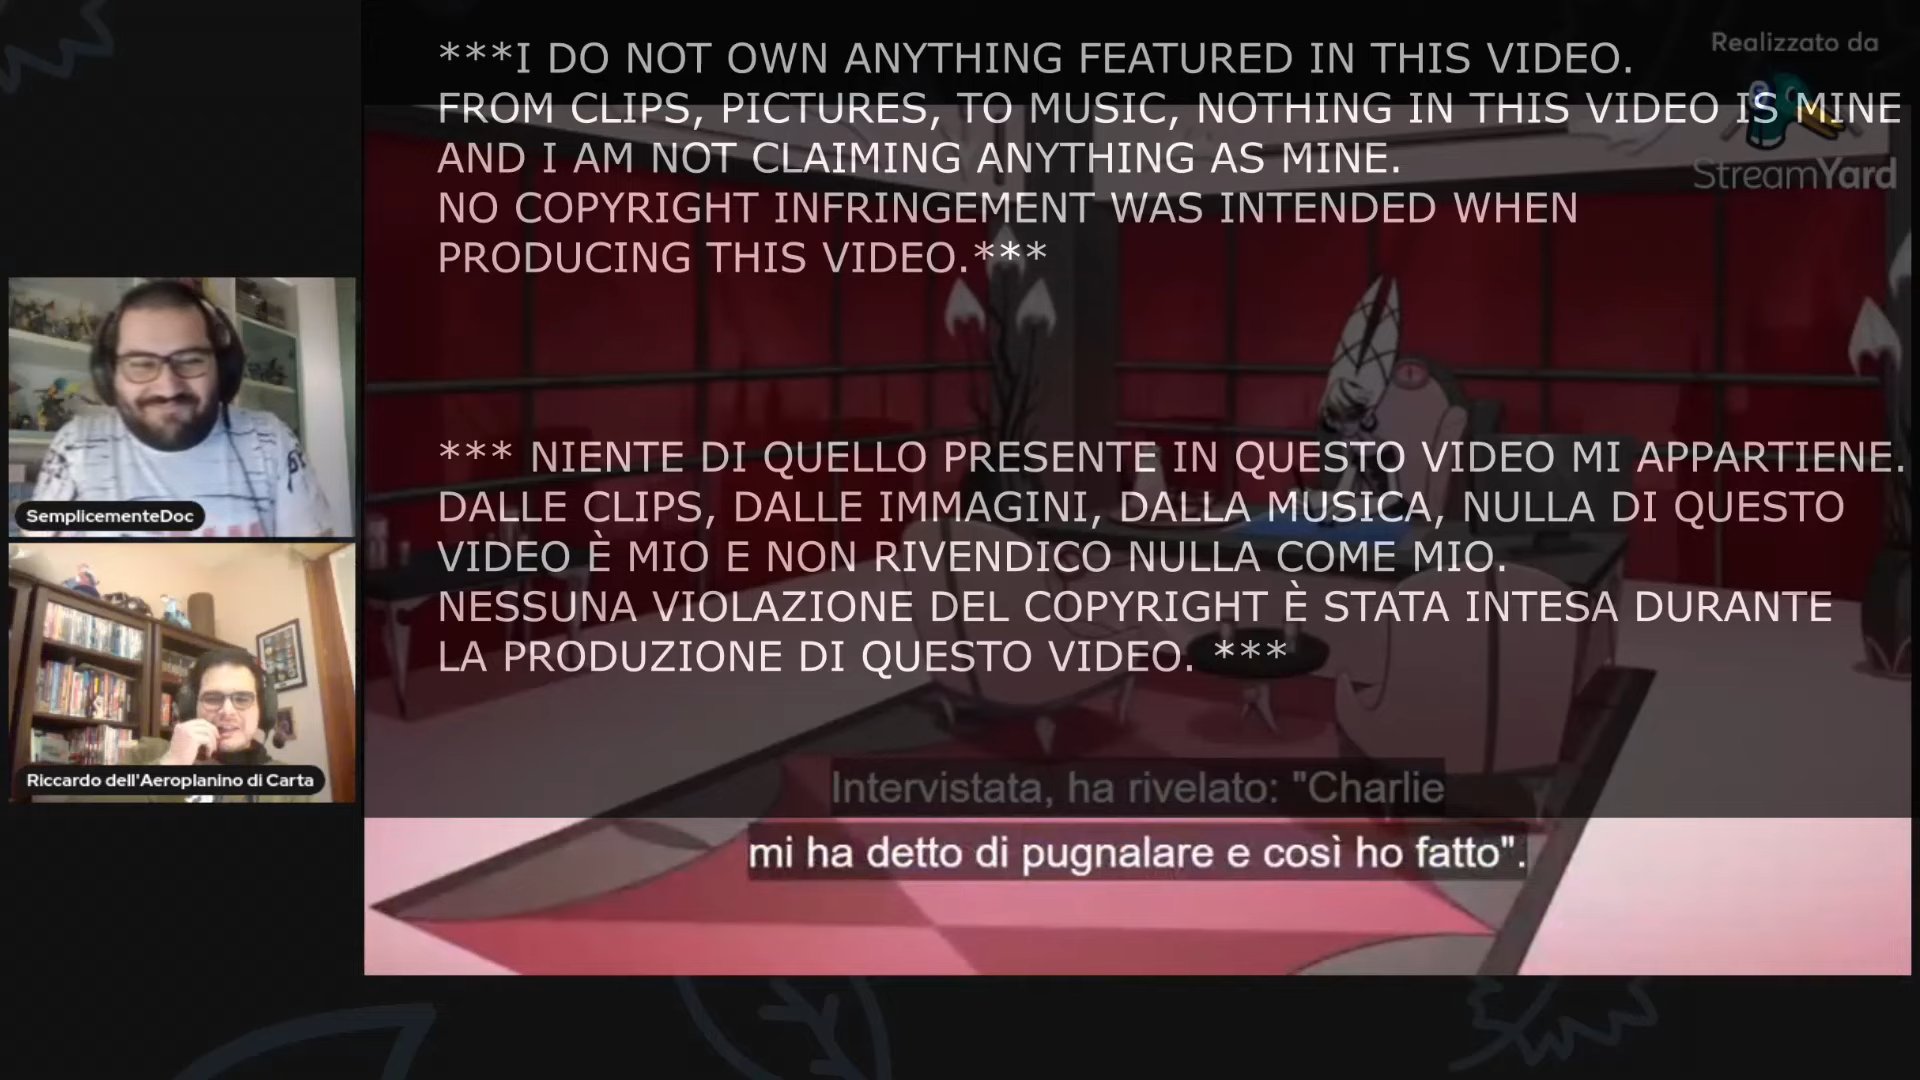 ***I DO NOT OWN ANYTHING FEATURED IN THIS VIDEO.
FROM CLIPS, PICTURES, TO MUSIC, NOTHING IN THIS VIDEO IS MINE
AND I AM NOT CLAIMING ANYTHING AS MINE.
NO COPYRIGHT INFRINGEMENT WAS INTENDED WHEN
PRODUCING THIS VIDEO.***
Realizzato da
StreamYard
*** NIENTE DI QUELLO PRESENTE IN QUESTO VIDEO MI APPARTIENE.
DALLE CLIPS, DALLE IMMAGINI, DALLA MUSICA, NULLA DI QUESTO
VIDEO È MIO E NON RIVENDICO NULLA COME MIO.
NESSUNA VIOLAZIONE DEL COPYRIGHT È STATA INTESA DURANTE
LA PRODUZIONE DI QUESTO VIDEO. ***
SemplicementeDoc
Riccardo dell'Aeroplanino di Carta
Intervistata, ha rivelato: "Charlie
mi ha detto di pugnalare e così ho fatto".